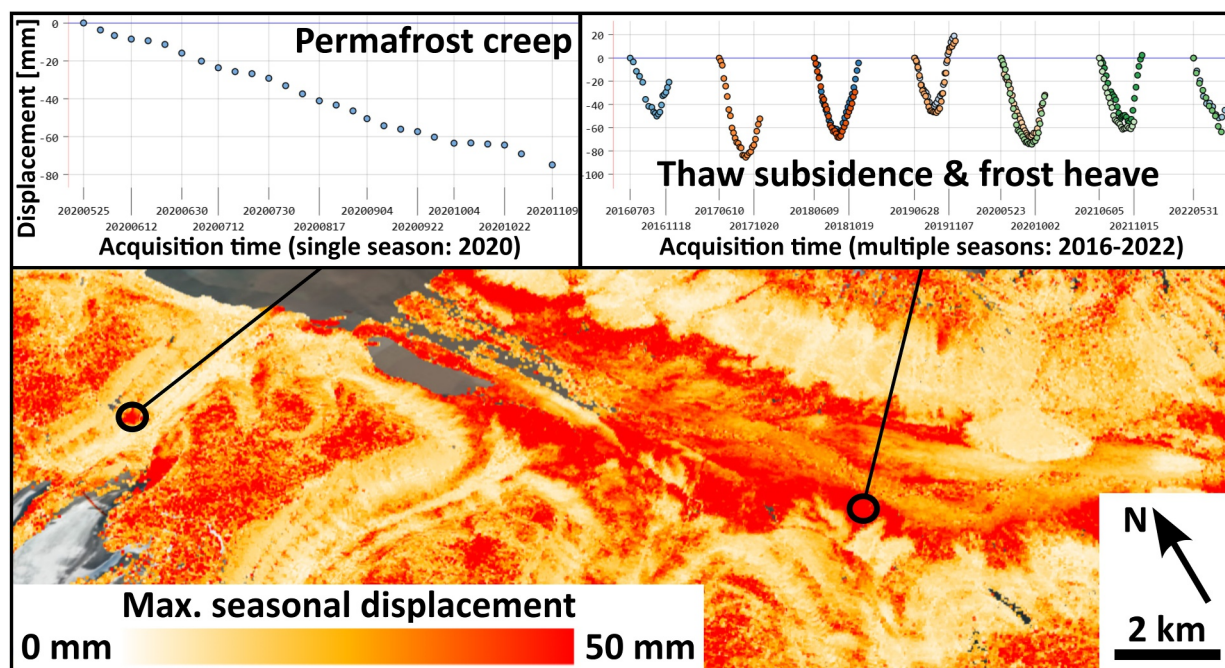 Displacement [mm]
Permafrost creep
0
-20
-40
-60
-80
20200525 20200630 20200730 20200904 20201004 20201109
20200612 20200712 20200817 20200922 20201022
Acquisition time (single season: 2020)
20
0
-20
-40
-60
-80
100
Thaw subsidence & frost heave
20160703 20170610 20180609 20190628 20200523 20210605 20220531
20161118 20171020 20181019 20191107 20201002 20211015
Acquisition time (multiple seasons: 2016-2022)
Max. seasonal displacement
0 mm 50 mm
N
2 km